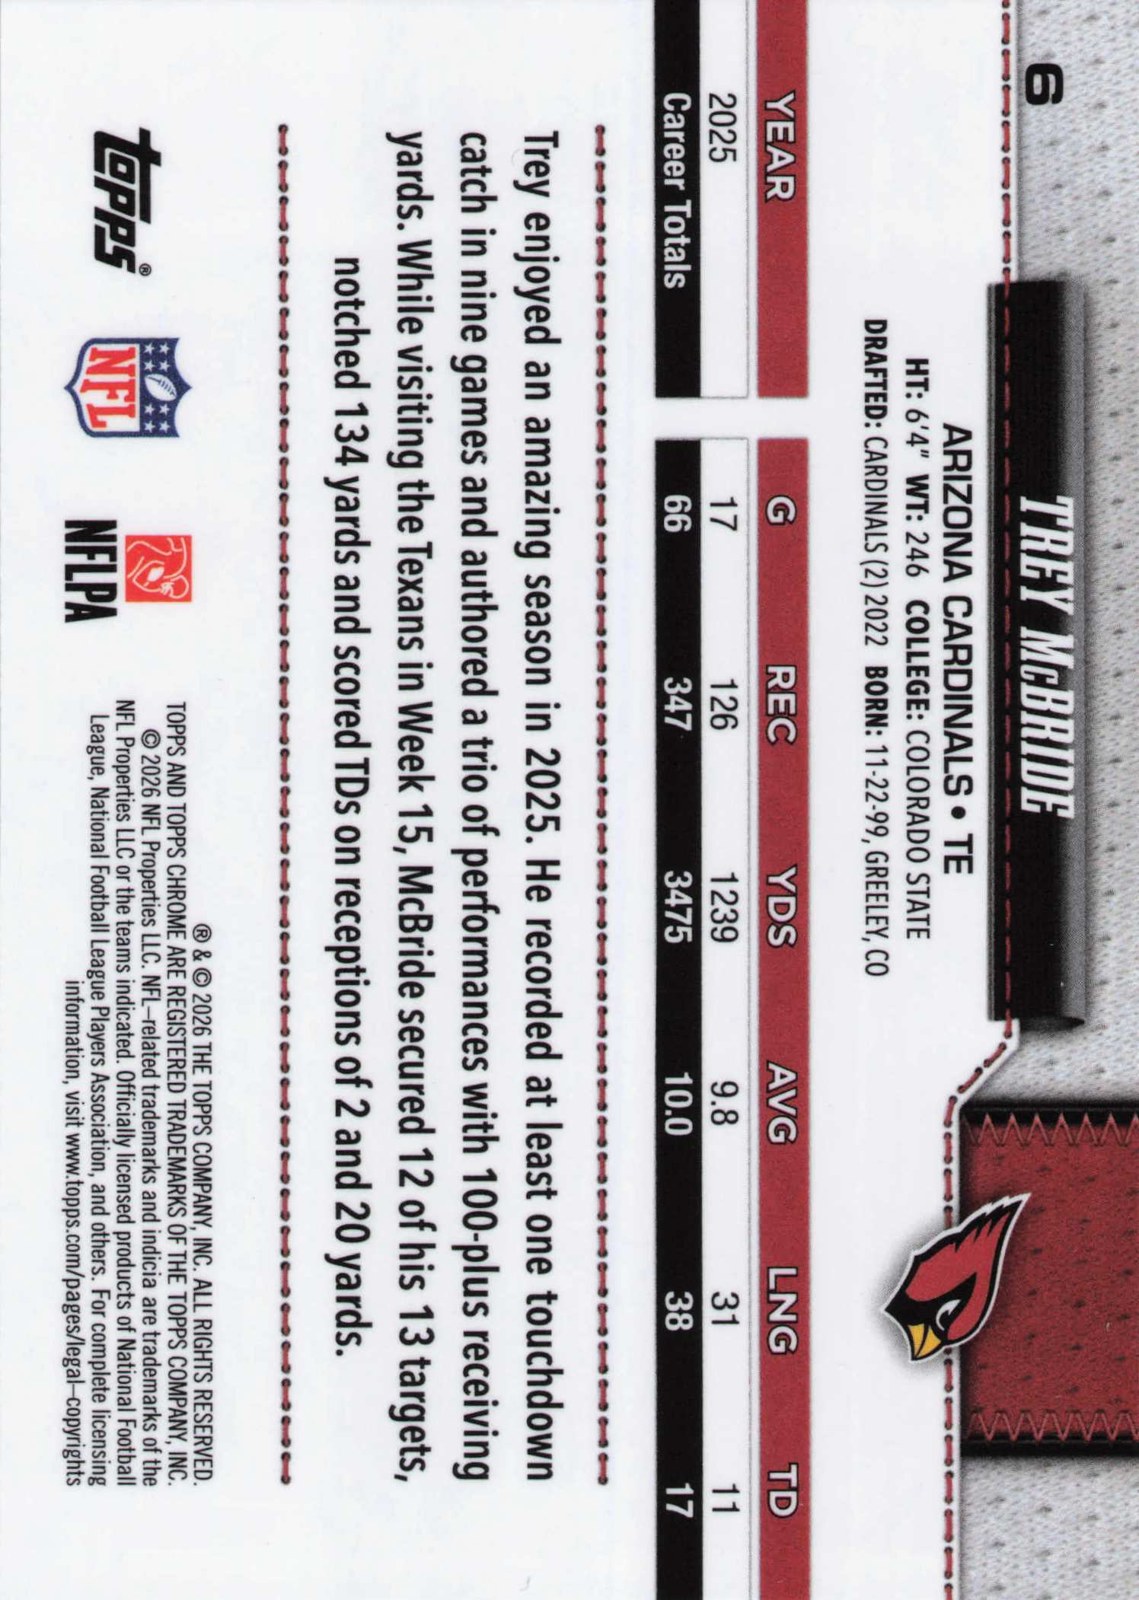 6
TREY McBRIDE
ARIZONA CARDINALS • TE
HT: 6'4" WT: 246 COLLEGE: COLORADO STATE
DRAFTED: CARDINALS (2) 2022 BORN: 11-22-99, GREELEY, CO
YEAR G REC YDS AVG LNG TD
2025 17 126 1239 9.8 31 11
Career Totals 66 347 3475 10.0 38 17
Trey enjoyed an amazing season in 2025. He recorded at least one touchdown
catch in nine games and authored a trio of performances with 100-plus receiving
yards. While visiting the Texans in Week 15, McBride secured 12 of his 13 targets,
notched 134 yards and scored TDs on receptions of 2 and 20 yards.
topps®
NFL
NFLPA
® & © 2026 THE TOPPS COMPANY, INC. ALL RIGHTS RESERVED.
TOPPS AND TOPPS CHROME ARE REGISTERED TRADEMARKS OF THE TOPPS COMPANY, INC.
© 2026 NFL Properties LLC. NFL-related trademarks and indicia are trademarks of the
NFL Properties LLC or the teams indicated. Officially licensed products of National Football
League, National Football League Players Association, and others. For complete licensing
information, visit www.topps.com/pages/legal-copyrights